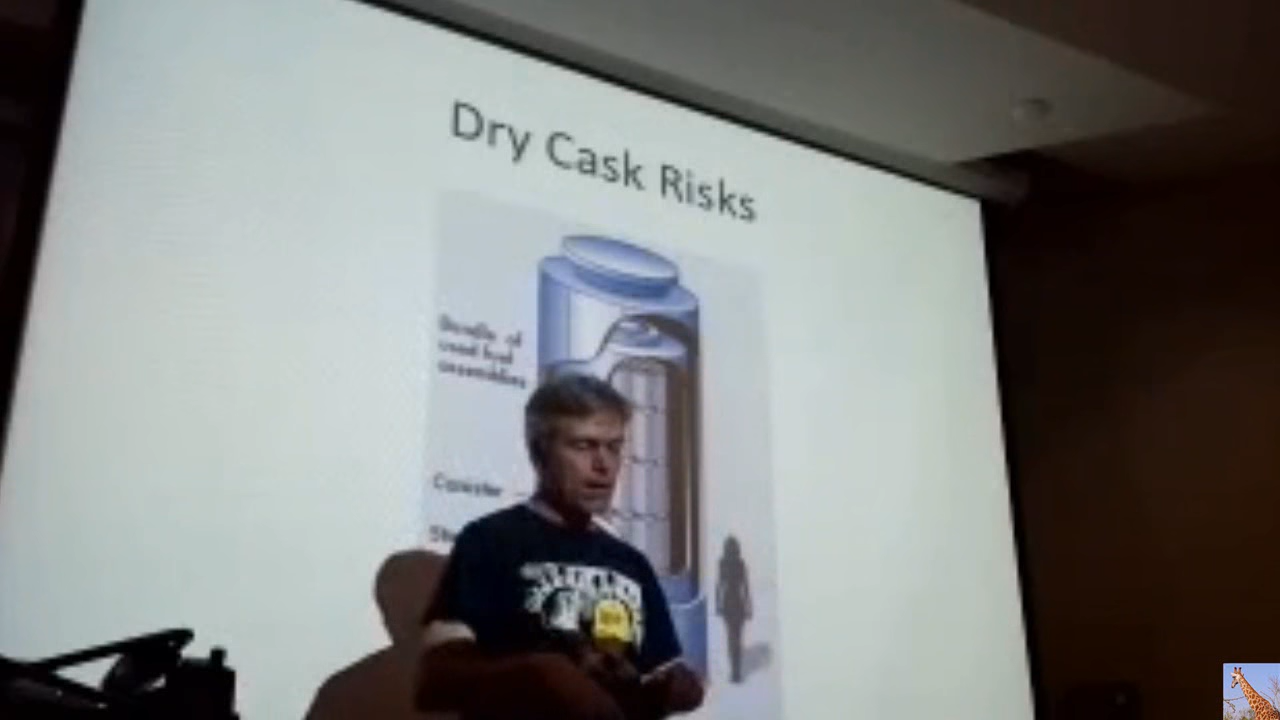 Dry Cask Risks
Bundle of
used fuel
assemblies
Canister